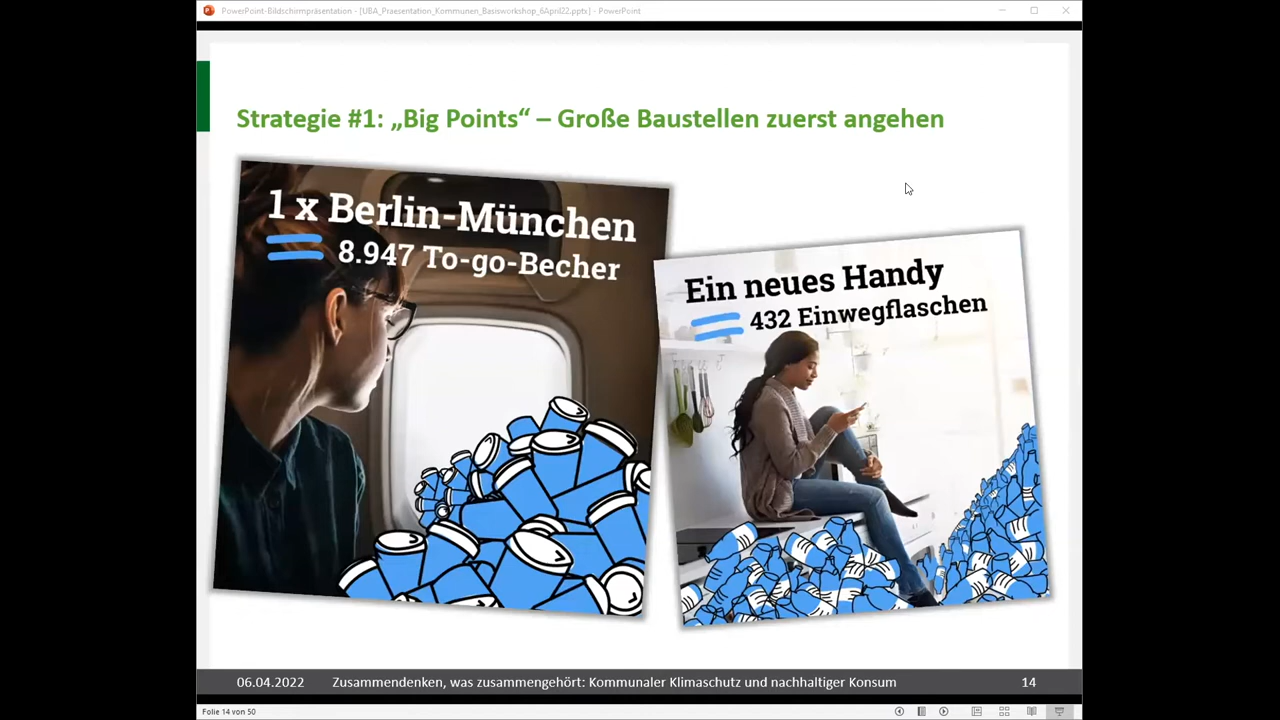 PowerPoint-Bildschirmpräsentation - [UBA_Praesentation_Kommunen_Basisworkshop_6April22.pptx] - PowerPoint
Strategie #1: „Big Points“ – Große Baustellen zuerst angehen
1 x Berlin-München
8.947 To-go-Becher
Ein neues Handy
432 Einwegflaschen
06.04.2022 Zusammendenken, was zusammengehört: Kommunaler Klimaschutz und nachhaltiger Konsum 14
Folie 14 von 50